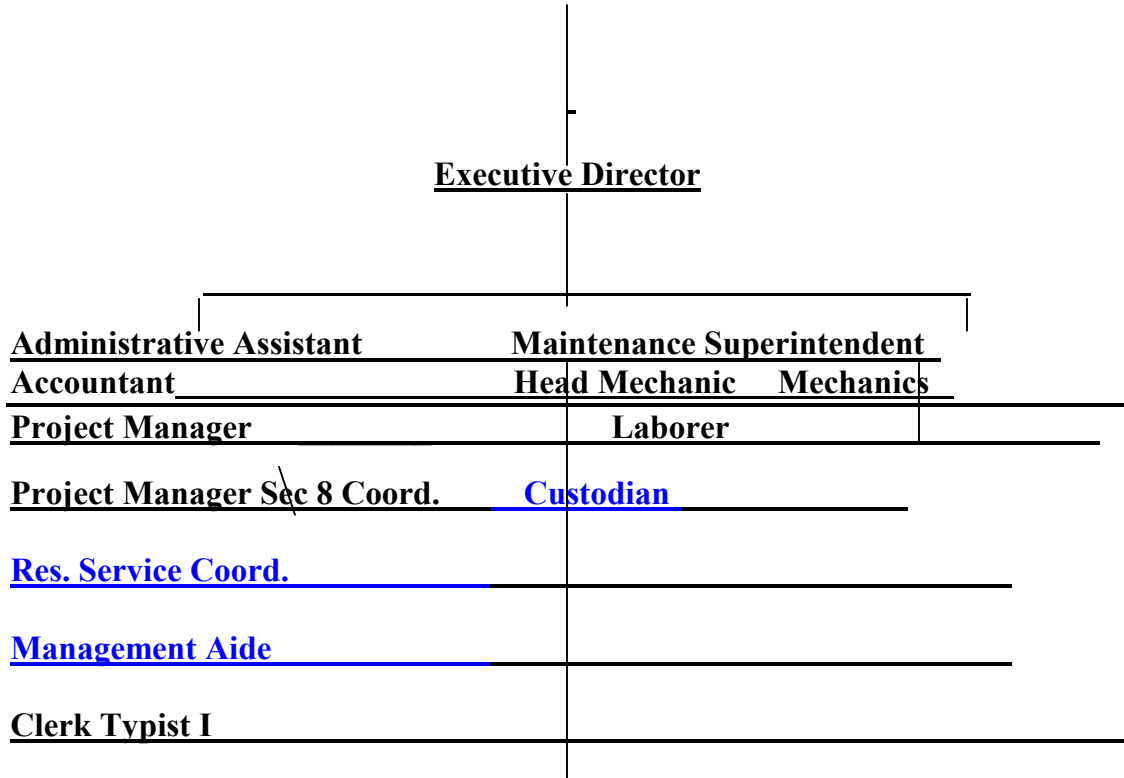 Executive Director
Administrative Assistant Maintenance Superintendent
Accountant Head Mechanic Mechanics
Project Manager Laborer
Project Manager Sec 8 Coord. Custodian
Res. Service Coord.
Management Aide
Clerk Typist I